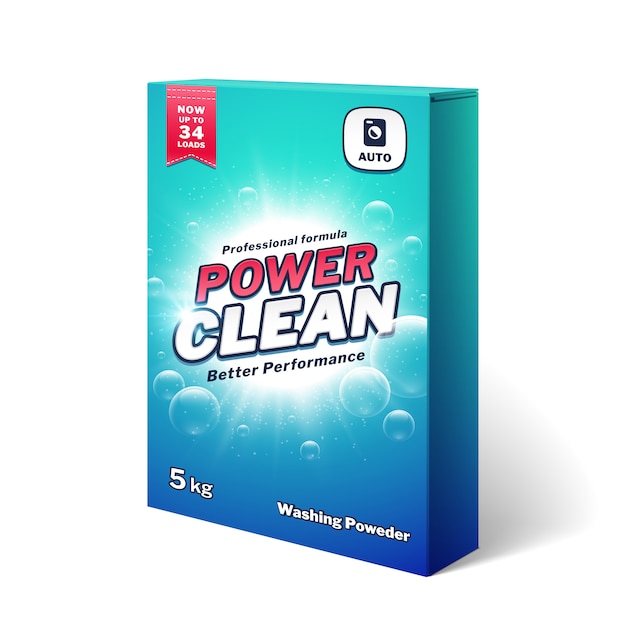 NOW
UP TO
34
LOADS
AUTO
Professional formula
POWER
CLEAN
Better Performance
5 kg
Washing Poweder